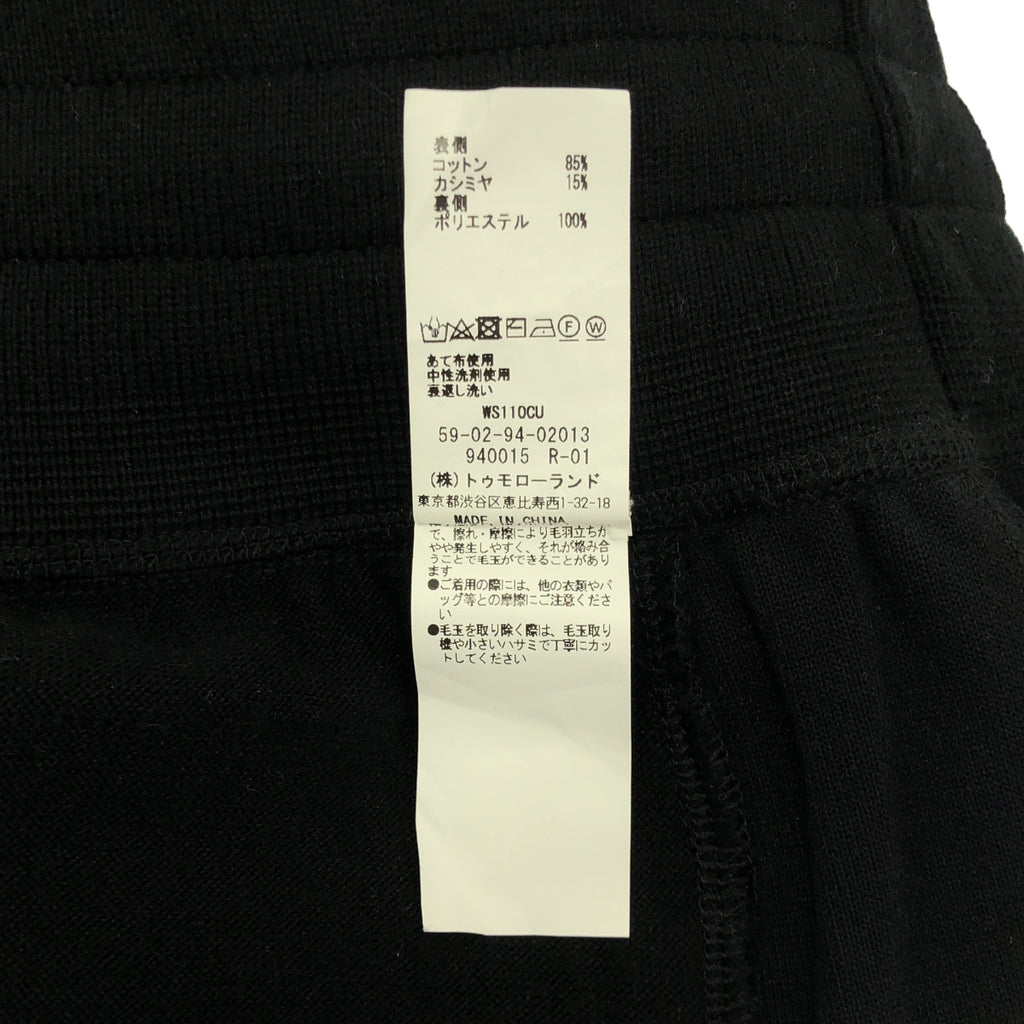 表側
コットン 85%
カシミヤ 15%
裏側
ポリエステル 100%
F W
あて布使用
中性洗剤使用
裏返し洗い
WS110CU
59-02-94-02013
940015 R-01
(株)トゥモローランド
東京都渋谷区恵比寿西1-32-18
MADE IN CHINA
で、擦れ・摩擦により毛羽立ちが
やや発生しやすく、それが絡み合
うことで毛玉ができることがあり
ます
●ご着用の際には、他の衣類やバ
ッグ等との摩擦にご注意くださ
い
●毛玉を取り除く際は、毛玉取り
機や小さいハサミで丁寧にカッ
トしてください